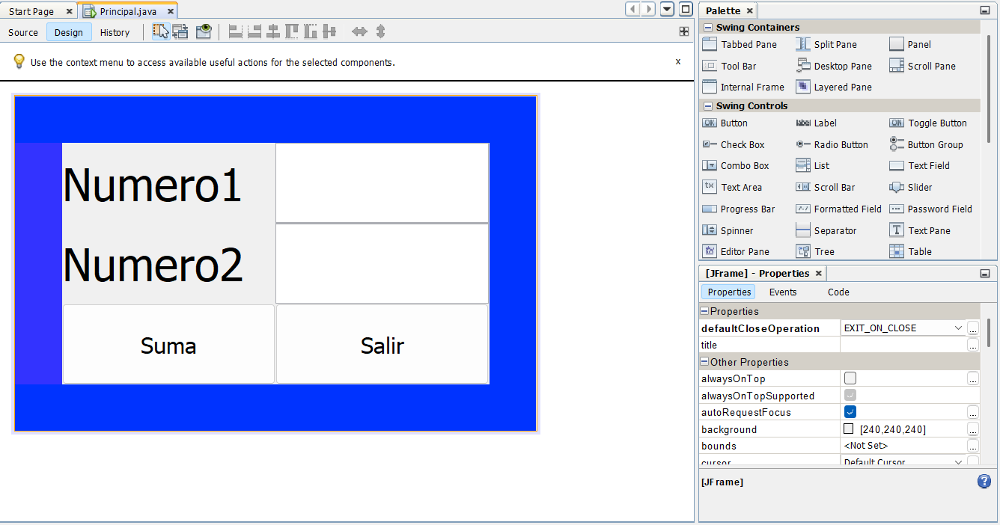 Start Page x Principal.java x
Source Design History
Use the context menu to access available useful actions for the selected components. x
Numero1
Numero2
Suma Salir
Palette x
Swing Containers
Tabbed Pane Split Pane Panel
Tool Bar Desktop Pane Scroll Pane
Internal Frame Layered Pane
Swing Controls
OK Button label Label ON Toggle Button
Check Box Radio Button Button Group
Combo Box List Text Field
tx Text Area Scroll Bar Slider
Progress Bar Formatted Field Password Field
Spinner Separator T Text Pane
Editor Pane Tree Table
[JFrame] - Properties x
Properties Events Code
Properties
defaultCloseOperation EXIT_ON_CLOSE ...
title ...
Other Properties
alwaysOnTop ...
alwaysOnTopSupported
autoRequestFocus ...
background [240,240,240] ...
bounds <Not Set> ...
cursor Default Cursor
[JFrame] ?